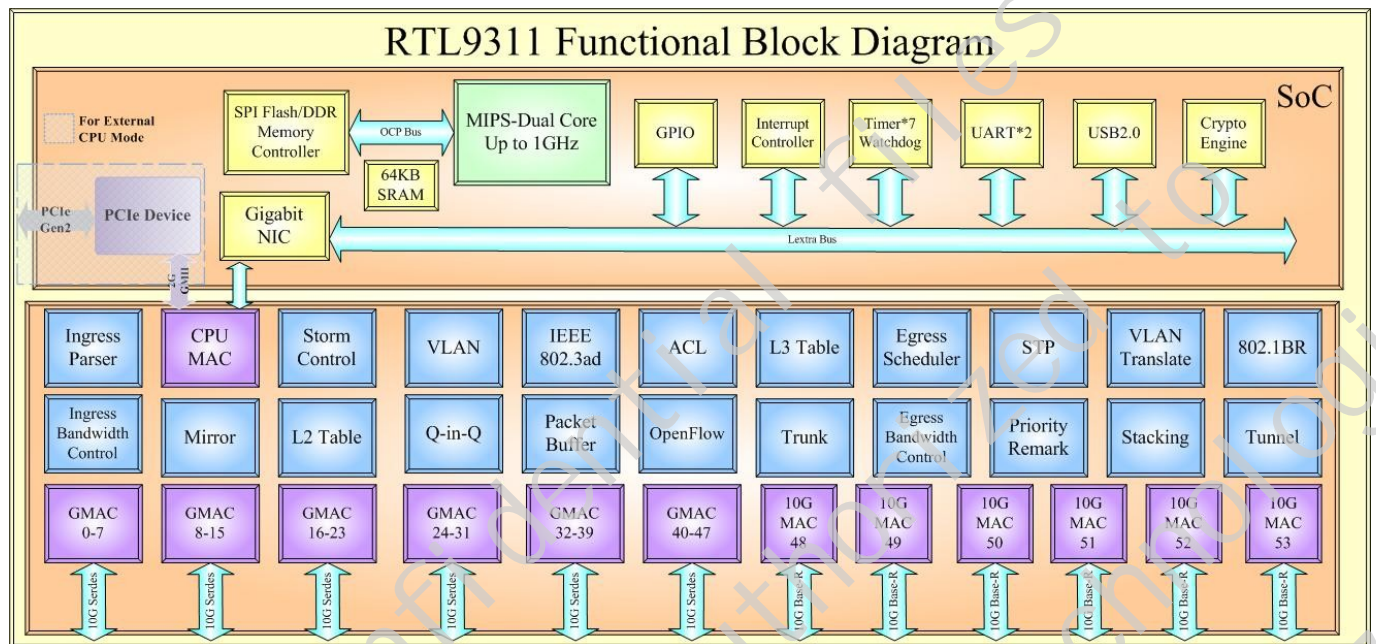 RTL9311 Functional Block Diagram
SoC
For External
CPU Mode
SPI Flash/DDR
Memory
Controller
OCP Bus
MIPS-Dual Core
Up to 1GHz
64KB
SRAM
GPIO
Interrupt
Controller
Timer*7
Watchdog
UART*2
USB2.0
Crypto
Engine
PCIe
Gen2
PCIe Device
Gigabit
NIC
Lextra Bus
2G
GMII
Ingress
Parser
CPU
MAC
Storm
Control
VLAN
IEEE
802.3ad
ACL
L3 Table
Egress
Scheduler
STP
VLAN
Translate
802.1BR
Ingress
Bandwidth
Control
Mirror
L2 Table
Q-in-Q
Packet
Buffer
OpenFlow
Trunk
Egress
Bandwidth
Control
Priority
Remark
Stacking
Tunnel
GMAC
0-7
GMAC
8-15
GMAC
16-23
GMAC
24-31
GMAC
32-39
GMAC
40-47
10G
MAC
48
10G
MAC
49
10G
MAC
50
10G
MAC
51
10G
MAC
52
10G
MAC
53
10G Serdes
10G Serdes
10G Serdes
10G Serdes
10G Serdes
10G Serdes
10G Base-R
10G Base-R
10G Base-R
10G Base-R
10G Base-R
10G Base-R
fidential files
thorized to